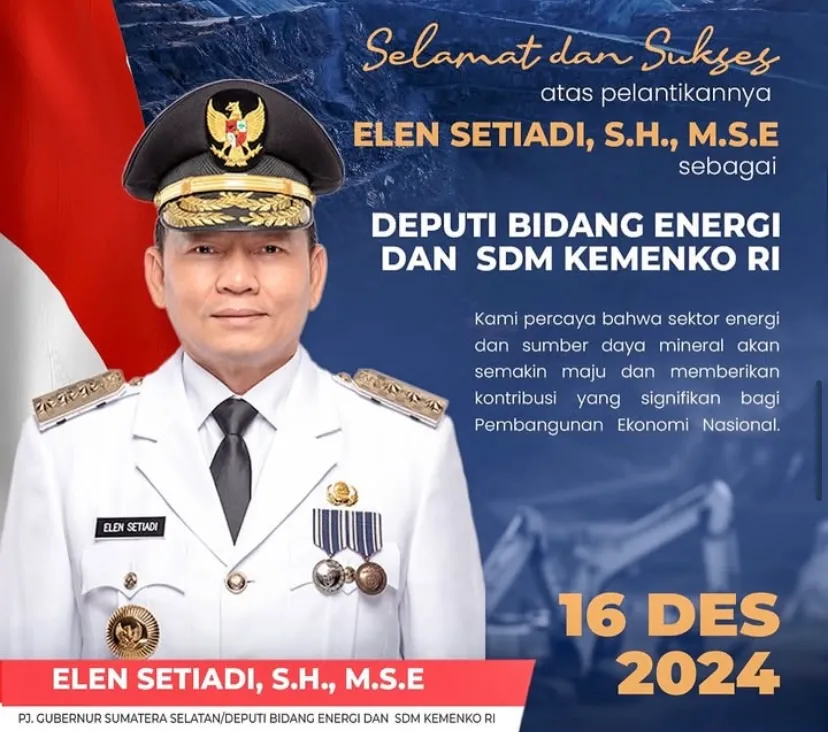 Selamat dan Sukses
atas pelantikannya
ELEN SETIADI, S.H., M.S.E
sebagai
DEPUTI BIDANG ENERGI
DAN SDM KEMENKO RI
Kami percaya bahwa sektor energi
dan sumber daya mineral akan
semakin maju dan memberikan
kontribusi yang signifikan bagi
Pembangunan Ekonomi Nasional.
ELEN SETIADI
16 DES
2024
ELEN SETIADI, S.H., M.S.E
PJ. GUBERNUR SUMATERA SELATAN/DEPUTI BIDANG ENERGI DAN SDM KEMENKO RI